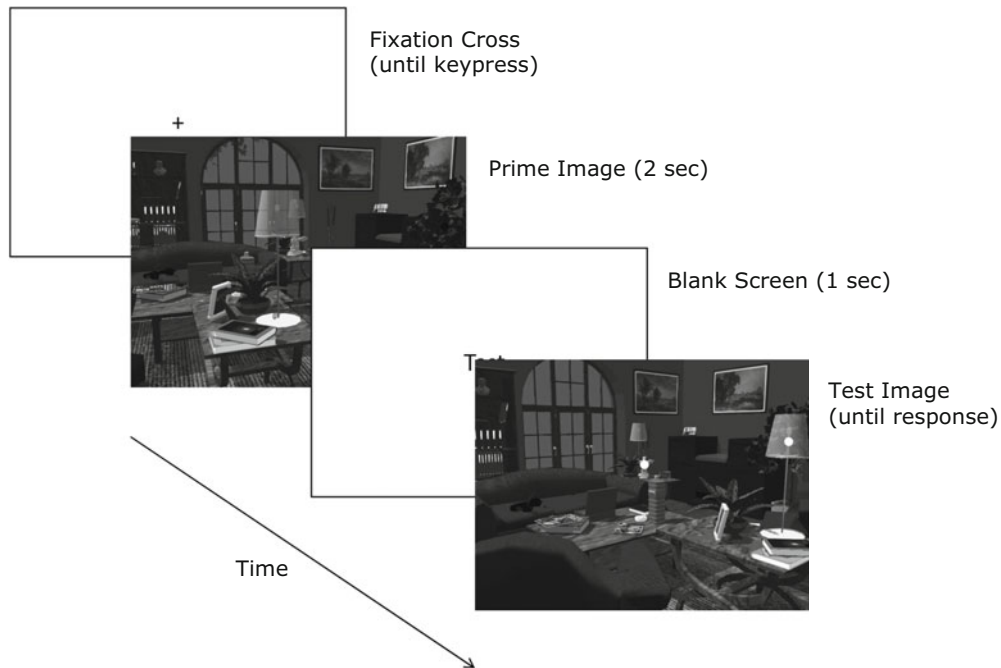 Fixation Cross
(until keypress)
+
Prime Image (2 sec)
Blank Screen (1 sec)
Test Image
(until response)
Time